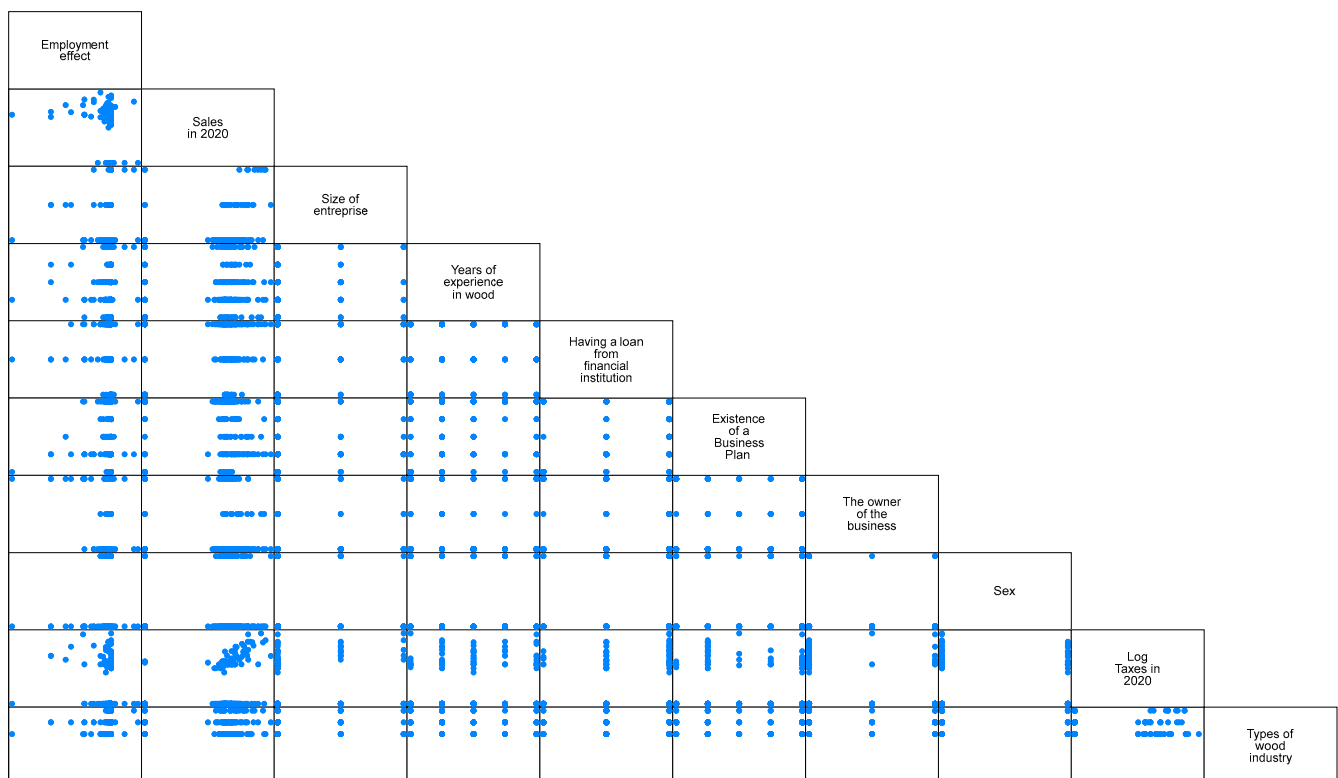 Employment
effect
Sales
in 2020
Size of
entreprise
Years of
experience
in wood
Having a loan
from
financial
institution
Existence
of a
Business
Plan
The owner
of the
business
Sex
Log
Taxes in
2020
Types of
wood
industry